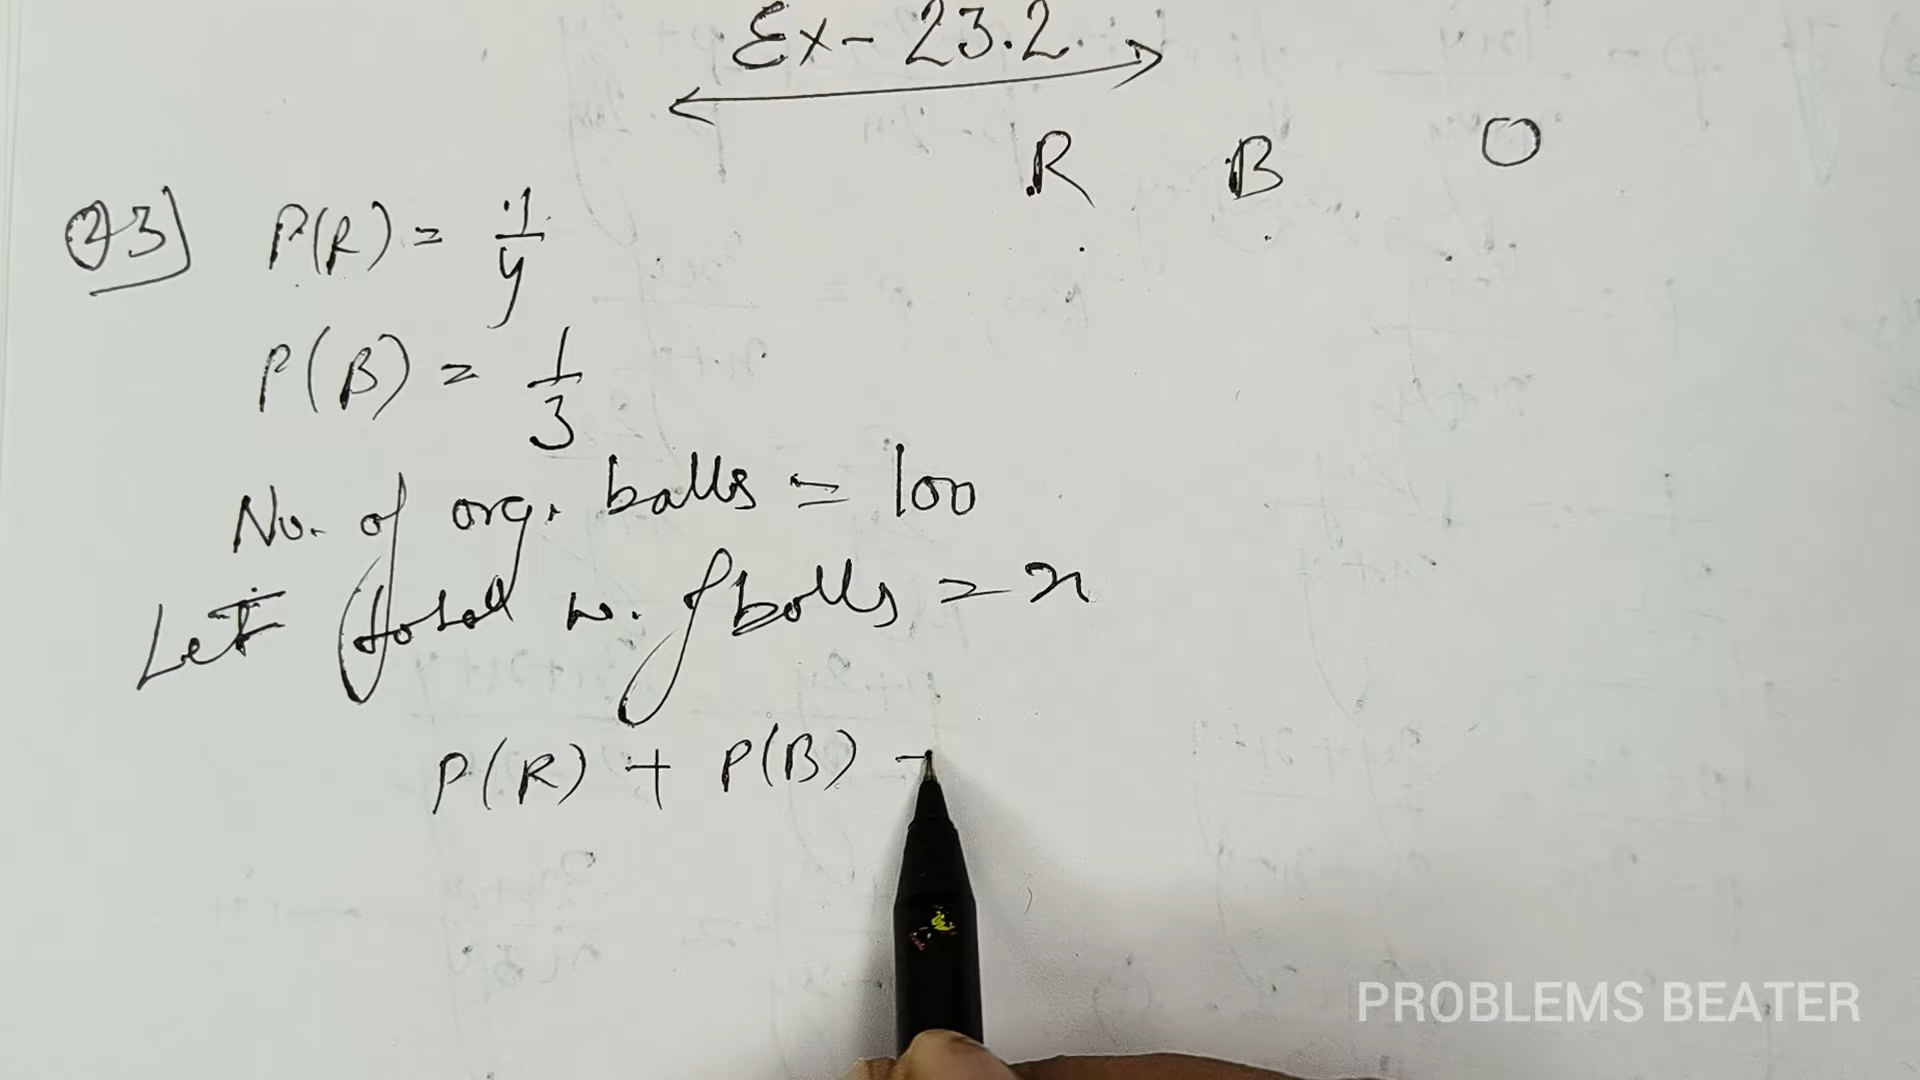 Ex- 23.2
R B O
Q3] P(R) = 1/4
P(B) = 1/3
No. of org. balls = 100
Let total no. of balls = x
P(R) + P(B) +
PROBLEMS BEATER